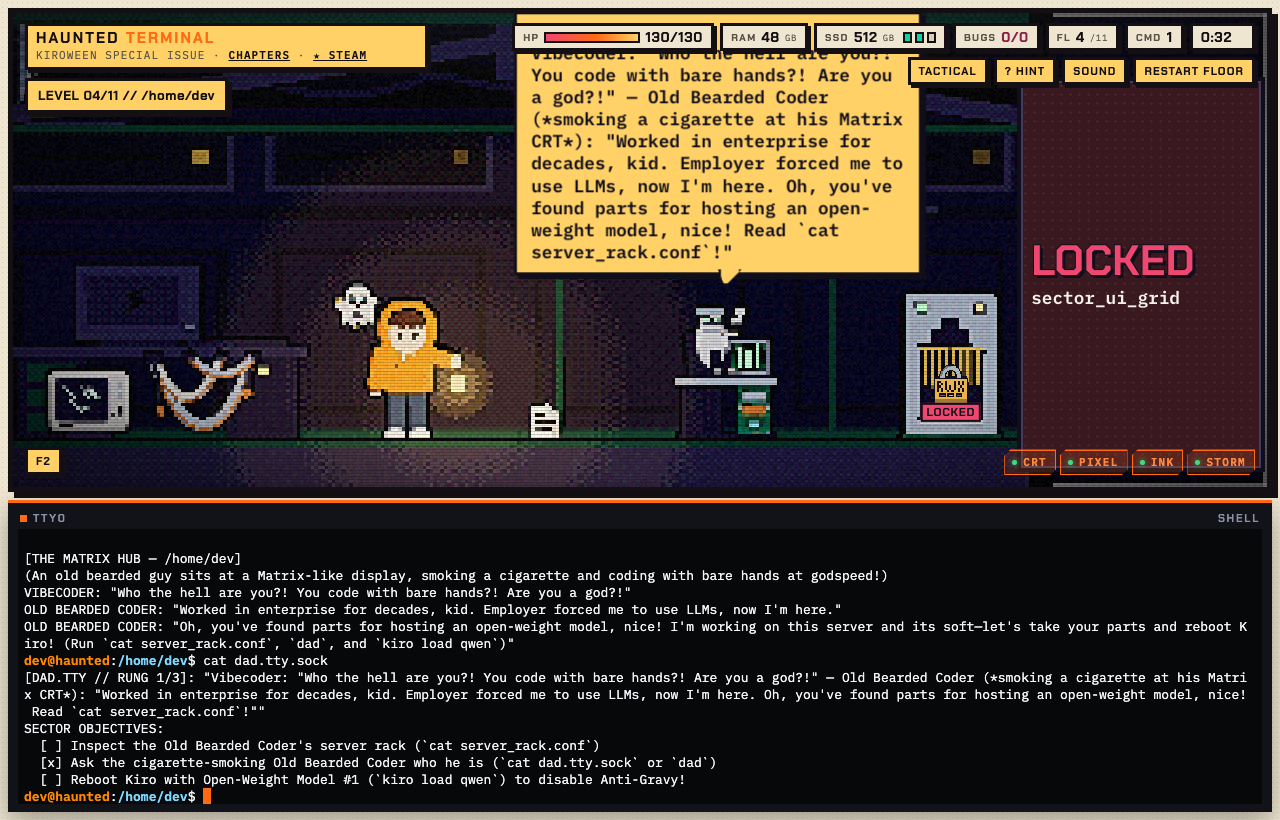 HAUNTED TERMINAL
KIROWEEN SPECIAL ISSUE · CHAPTERS · ★ STEAM
HP 130/130 RAM 48 GB SSD 512 GB BUGS 0/0 FL 4 /11 CMD 1 0:32
TACTICAL ? HINT SOUND RESTART FLOOR
LEVEL 04/11 // /home/dev
Vibecoder: "Who the hell are you?!
You code with bare hands?! Are you
a god?!" — Old Bearded Coder
(*smoking a cigarette at his Matrix
CRT*): "Worked in enterprise for
decades, kid. Employer forced me to
use LLMs, now I'm here. Oh, you've
found parts for hosting an open-
weight model, nice! Read `cat
server_rack.conf`!"
LOCKED
sector_ui_grid
RWX
LOCKED
F2
CRT PIXEL INK STORM
TTY0 SHELL
[THE MATRIX HUB — /home/dev]
(An old bearded guy sits at a Matrix-like display, smoking a cigarette and coding with bare hands at godspeed!)
VIBECODER: "Who the hell are you?! You code with bare hands?! Are you a god?!"
OLD BEARDED CODER: "Worked in enterprise for decades, kid. Employer forced me to use LLMs, now I'm here."
OLD BEARDED CODER: "Oh, you've found parts for hosting an open-weight model, nice! I'm working on this server and its soft—let's take your parts and reboot K
iro! (Run `cat server_rack.conf`, `dad`, and `kiro load qwen`)"
dev@haunted:/home/dev$ cat dad.tty.sock
[DAD.TTY // RUNG 1/3]: "Vibecoder: "Who the hell are you?! You code with bare hands?! Are you a god?!" — Old Bearded Coder (*smoking a cigarette at his Matri
x CRT*): "Worked in enterprise for decades, kid. Employer forced me to use LLMs, now I'm here. Oh, you've found parts for hosting an open-weight model, nice!
Read `cat server_rack.conf`!""
SECTOR OBJECTIVES:
[ ] Inspect the Old Bearded Coder's server rack (`cat server_rack.conf`)
[x] Ask the cigarette-smoking Old Bearded Coder who he is (`cat dad.tty.sock` or `dad`)
[ ] Reboot Kiro with Open-Weight Model #1 (`kiro load qwen`) to disable Anti-Gravy!
dev@haunted:/home/dev$